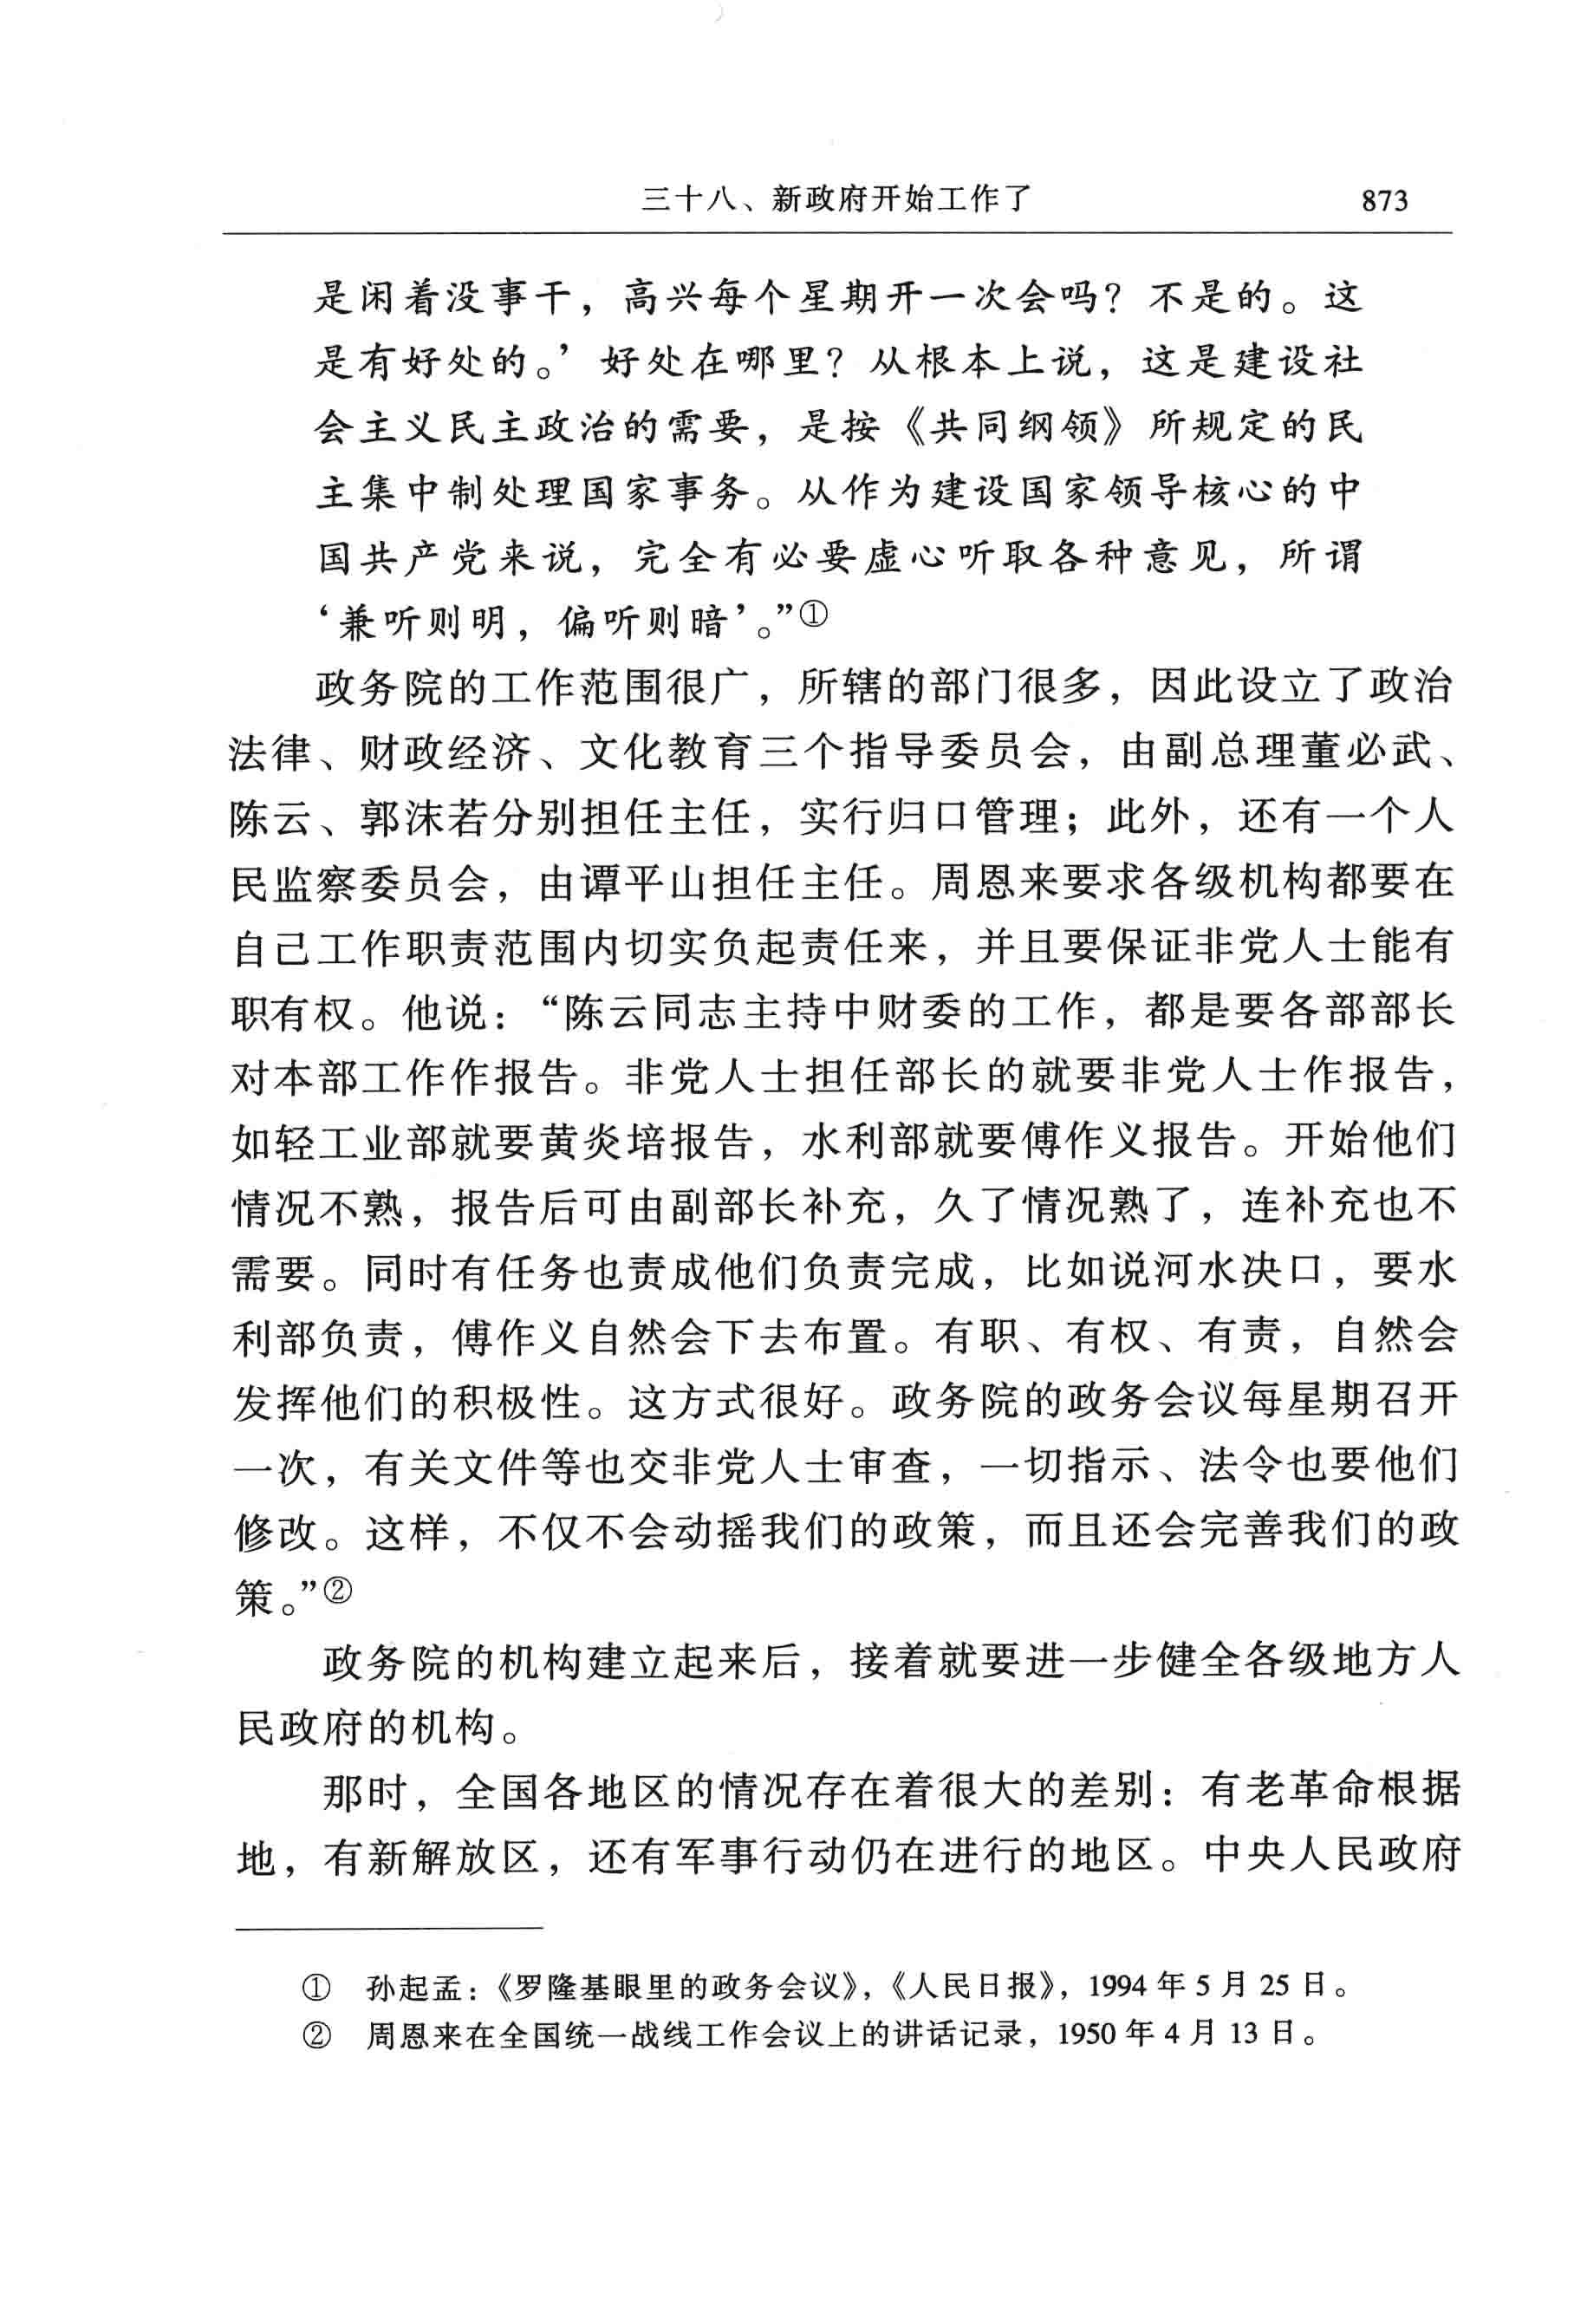 三十八、新政府开始工作了 873
是闲着没事干，高兴每个星期开一次会吗？不是的。这
是有好处的。’好处在哪里？从根本上说，这是建设社
会主义民主政治的需要，是按《共同纲领》所规定的民
主集中制处理国家事务。从作为建设国家领导核心的中
国共产党来说，完全有必要虚心听取各种意见，所谓
‘兼听则明，偏听则暗’。”①
政务院的工作范围很广，所辖的部门很多，因此设立了政治
法律、财政经济、文化教育三个指导委员会，由副总理董必武、
陈云、郭沫若分别担任主任，实行归口管理；此外，还有一个人
民监察委员会，由谭平山担任主任。周恩来要求各级机构都要在
自己工作职责范围内切实负起责任来，并且要保证非党人士能有
职有权。他说：“陈云同志主持中财委的工作，都是要各部部长
对本部工作作报告。非党人士担任部长的就要非党人士作报告，
如轻工业部就要黄炎培报告，水利部就要傅作义报告。开始他们
情况不熟，报告后可由副部长补充，久了情况熟了，连补充也不
需要。同时有任务也责成他们负责完成，比如说河水决口，要水
利部负责，傅作义自然会下去布置。有职、有权、有责，自然会
发挥他们的积极性。这方式很好。政务院的政务会议每星期召开
一次，有关文件等也交非党人士审查，一切指示、法令也要他们
修改。这样，不仅不会动摇我们的政策，而且还会完善我们的政
策。”②
政务院的机构建立起来后，接着就要进一步健全各级地方人
民政府的机构。
那时，全国各地区的情况存在着很大的差别：有老革命根据
地，有新解放区，还有军事行动仍在进行的地区。中央人民政府
① 孙起孟：《罗隆基眼里的政务会议》，《人民日报》，1994 年 5 月 25 日。
② 周恩来在全国统一战线工作会议上的讲话记录，1950 年 4 月 13 日。